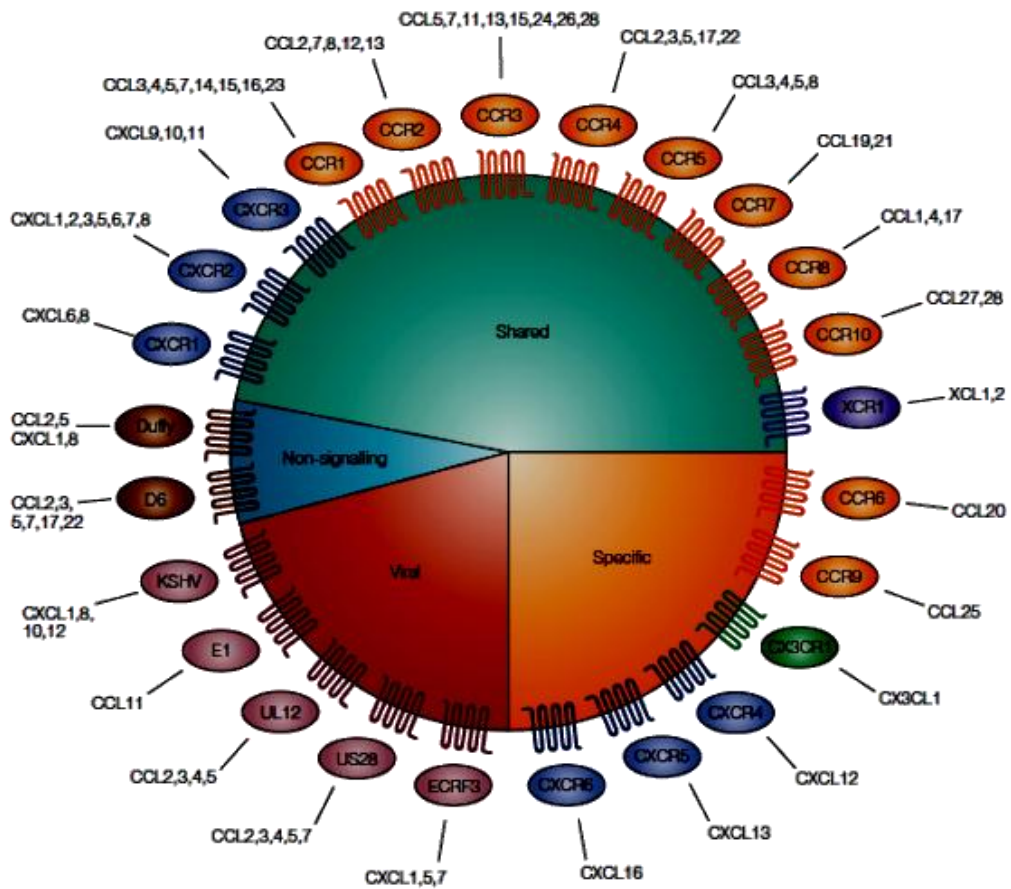 CCL5,7,11,13,15,24,26,28
CCL2,7,8,12,13
CCL2,3,5,17,22
CCL3,4,5,7,14,15,16,23
CCL3,4,5,8
CXCL9,10,11
CCL19,21
CXCL1,2,3,5,6,7,8
CCL1,4,17
CXCL6,8
CCL27,28
CCL2,5
CXCL1,8
XCL1,2
CCL2,3,
5,7,17,22
CCL20
CXCL1,8,
10,12
CCL25
CCL11
CX3CL1
CCL2,3,4,5
CXCL12
CCL2,3,4,5,7
CXCL13
CXCL1,5,7
CXCL16
CCR3
CCR2
CCR4
CCR1
CCR5
CXCR3
CCR7
CXCR2
CCR8
CXCR1
CCR10
Duffy
XCR1
D6
CCR6
KSHV
CCR9
E1
CX3CR1
UL12
CXCR4
US28
CXCR5
ECRF3
CXCR6
Shared
Non-signalling
Viral
Specific